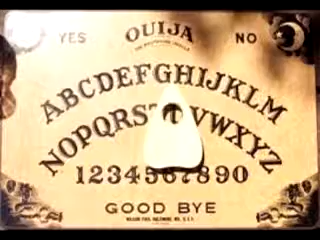 YES OUIJA NO
ABCDEFGHIJKLM
NOPQRST VWXYZ
1234567890
GOOD BYE